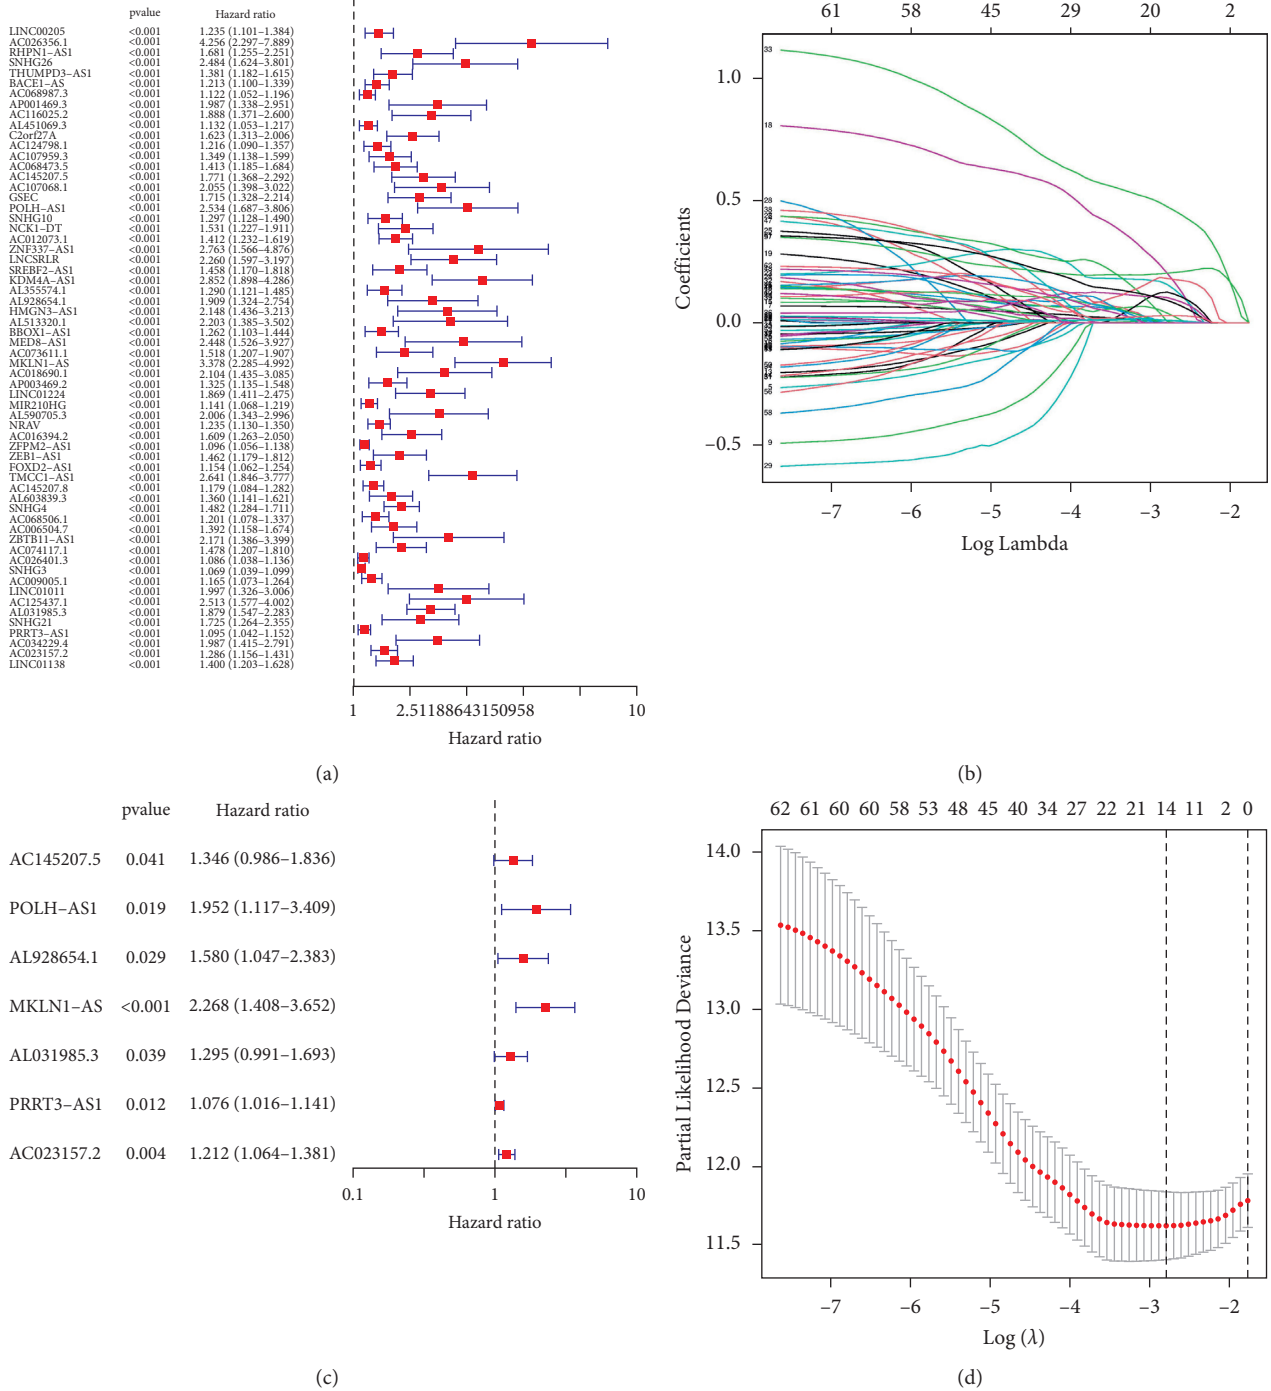 pvalue Hazard ratio
LINC00205 <0.001 1.235 (1.101–1.384)
AC026356.1 <0.001 4.256 (2.297–7.889)
RHPN1–AS1 <0.001 1.681 (1.255–2.251)
SNHG26 <0.001 2.484 (1.624–3.801)
THUMPD3–AS1 <0.001 1.381 (1.182–1.615)
BACE1–AS <0.001 1.213 (1.100–1.339)
AC068987.3 <0.001 1.122 (1.052–1.196)
AP001469.3 <0.001 1.987 (1.338–2.951)
AC116025.2 <0.001 1.888 (1.371–2.600)
AL451069.3 <0.001 1.132 (1.053–1.217)
C2orf27A <0.001 1.623 (1.313–2.006)
AC124798.1 <0.001 1.216 (1.090–1.357)
AC107959.3 <0.001 1.349 (1.138–1.599)
AC068473.5 <0.001 1.413 (1.185–1.684)
AC145207.5 <0.001 1.771 (1.368–2.292)
AC107068.1 <0.001 2.055 (1.398–3.022)
GSEC <0.001 1.715 (1.328–2.214)
POLH–AS1 <0.001 2.534 (1.687–3.806)
SNHG10 <0.001 1.297 (1.128–1.490)
NCK1–DT <0.001 1.531 (1.227–1.911)
AC012073.1 <0.001 1.412 (1.232–1.619)
ZNF337–AS1 <0.001 2.763 (1.566–4.876)
LNCSRLR <0.001 2.260 (1.597–3.197)
SREBF2–AS1 <0.001 1.458 (1.170–1.818)
KDM4A–AS1 <0.001 2.852 (1.898–4.286)
AL355574.1 <0.001 1.290 (1.121–1.485)
AL928654.1 <0.001 1.909 (1.324–2.754)
HMGN3–AS1 <0.001 2.148 (1.436–3.213)
AL513320.1 <0.001 2.203 (1.385–3.502)
BBOX1–AS1 <0.001 1.262 (1.103–1.444)
MED8–AS1 <0.001 2.448 (1.526–3.927)
AC073611.1 <0.001 1.518 (1.207–1.907)
MKLN1–AS <0.001 3.378 (2.285–4.992)
AC018690.1 <0.001 2.104 (1.435–3.085)
AP003469.2 <0.001 1.325 (1.135–1.548)
LINC01224 <0.001 1.869 (1.411–2.475)
MIR210HG <0.001 1.141 (1.068–1.219)
AL590705.3 <0.001 2.006 (1.343–2.996)
NRAV <0.001 1.235 (1.130–1.350)
AC016394.2 <0.001 1.609 (1.263–2.050)
ZFPM2–AS1 <0.001 1.096 (1.056–1.138)
ZEB1–AS1 <0.001 1.462 (1.179–1.812)
FOXD2–AS1 <0.001 1.154 (1.062–1.254)
TMCC1–AS1 <0.001 2.641 (1.846–3.777)
AC145207.8 <0.001 1.179 (1.084–1.282)
AL603839.3 <0.001 1.360 (1.141–1.621)
SNHG4 <0.001 1.482 (1.284–1.711)
AC068506.1 <0.001 1.201 (1.078–1.337)
AC006504.7 <0.001 1.392 (1.158–1.674)
ZBTB11–AS1 <0.001 2.171 (1.386–3.399)
AC074117.1 <0.001 1.478 (1.207–1.810)
AC026401.3 <0.001 1.086 (1.038–1.136)
SNHG3 <0.001 1.069 (1.039–1.099)
AC009005.1 <0.001 1.165 (1.073–1.264)
LINC01011 <0.001 1.997 (1.326–3.006)
AC125437.1 <0.001 2.513 (1.577–4.002)
AL031985.3 <0.001 1.879 (1.547–2.283)
SNHG21 <0.001 1.725 (1.264–2.355)
PRRT3–AS1 <0.001 1.095 (1.042–1.152)
AC034229.4 <0.001 1.987 (1.415–2.791)
AC023157.2 <0.001 1.286 (1.156–1.431)
LINC01138 <0.001 1.400 (1.203–1.628)
1 2.51188643150958 10
Hazard ratio
(a)
61 58 45 29 20 2
1.0
0.5
0.0
–0.5
Coefficients
33
18
28
19
5
56
58
9
29
–7 –6 –5 –4 –3 –2 –1
Log Lambda
(b)
pvalue Hazard ratio
AC145207.5 0.041 1.346 (0.986–1.836)
POLH–AS1 0.019 1.952 (1.117–3.409)
AL928654.1 0.029 1.580 (1.047–2.383)
MKLN1–AS <0.001 2.268 (1.408–3.652)
AL031985.3 0.039 1.295 (0.991–1.693)
PRRT3–AS1 0.012 1.076 (1.016–1.141)
AC023157.2 0.004 1.212 (1.064–1.381)
0.1 1 10
Hazard ratio
(c)
62 61 60 60 58 53 48 45 40 34 27 22 21 14 11 2 0
14.0
13.5
13.0
12.5
12.0
11.5
Partial Likelihood Deviance
–7 –6 –5 –4 –3 –2
Log (λ)
(d)